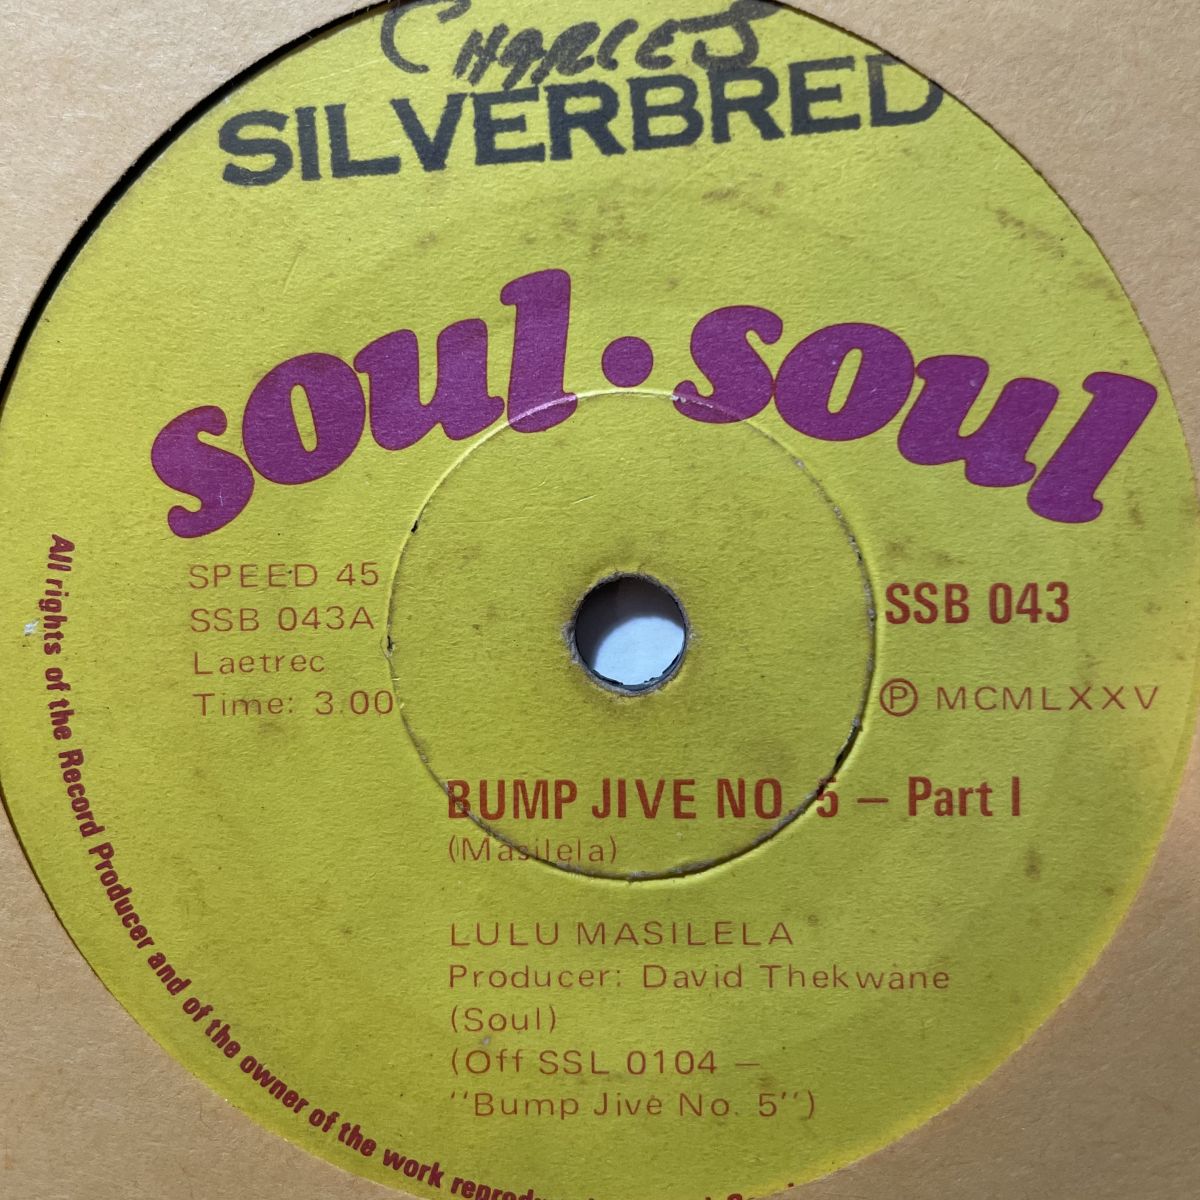 CHARLES
SILVERBRED
soul·soul
SPEED 45
SSB 043A
Laetrec
Time: 3.00
SSB 043
Ⓟ MCMLXXV
BUMP JIVE NO. 5 – Part I
(Masilela)
LULU MASILELA
Producer: David Thekwane
(Soul)
(Off SSL 0104 –
"Bump Jive No. 5")
All rights of the Record Producer and of the owner of the work